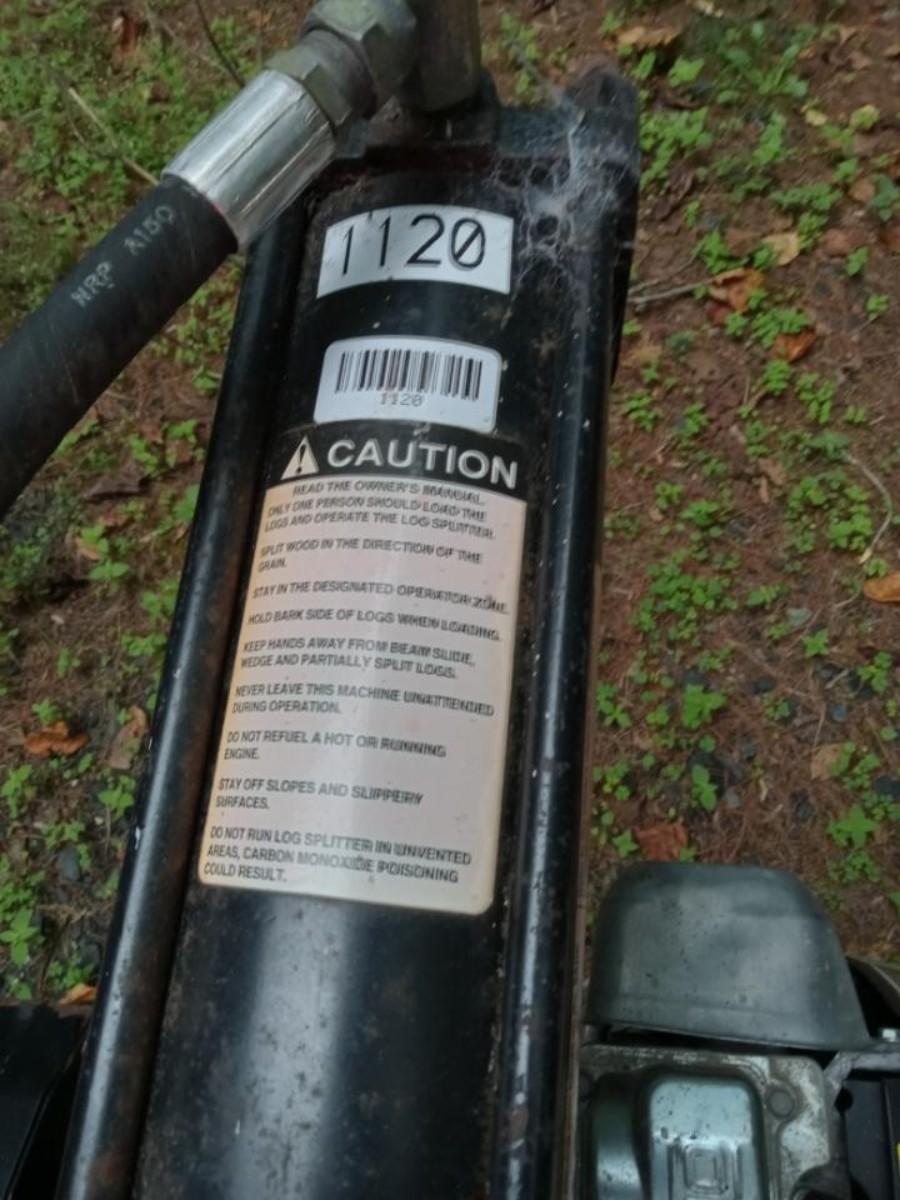 NRP A150
1120
1120
CAUTION
READ THE OWNER'S MANUAL.
ONLY ONE PERSON SHOULD LOAD THE
LOGS AND OPERATE THE LOG SPLITTER.
SPLIT WOOD IN THE DIRECTION OF THE
GRAIN.
STAY IN THE DESIGNATED OPERATOR ZONE.
HOLD BARK SIDE OF LOGS WHEN LOADING.
KEEP HANDS AWAY FROM BEAM SLIDE,
WEDGE AND PARTIALLY SPLIT LOGS.
NEVER LEAVE THIS MACHINE UNATTENDED
DURING OPERATION.
DO NOT REFUEL A HOT OR RUNNING
ENGINE.
STAY OFF SLOPES AND SLIPPERY
SURFACES.
DO NOT RUN LOG SPLITTER IN UNVENTED
AREAS, CARBON MONOXIDE POISONING
COULD RESULT.